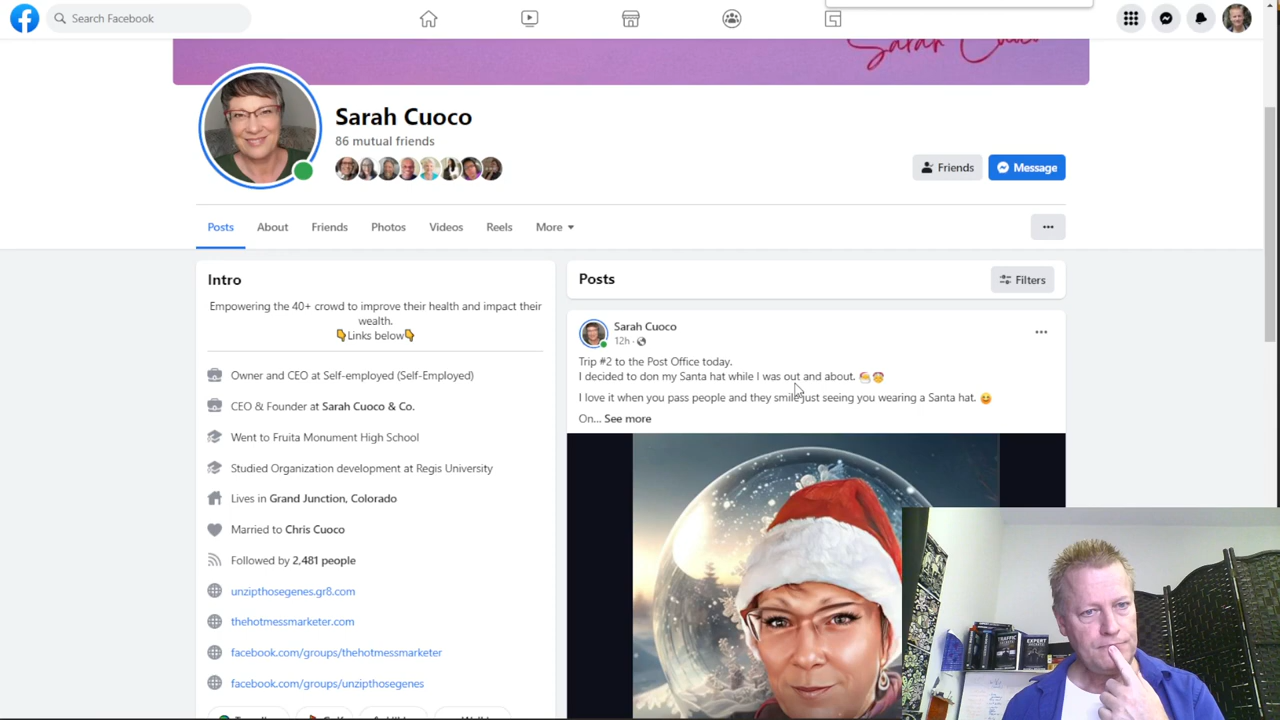 Search Facebook
Sarah Cuoco
Sarah Cuoco
86 mutual friends
Friends
Message
Posts
About
Friends
Photos
Videos
Reels
More
Intro
Empowering the 40+ crowd to improve their health and impact their
wealth.
👇Links below👇
Owner and CEO at Self-employed (Self-Employed)
CEO & Founder at Sarah Cuoco & Co.
Went to Fruita Monument High School
Studied Organization development at Regis University
Lives in Grand Junction, Colorado
Married to Chris Cuoco
Followed by 2,481 people
unzipthosegenes.gr8.com
thehotmessmarketer.com
facebook.com/groups/thehotmessmarketer
facebook.com/groups/unzipthosegenes
Posts
Filters
Sarah Cuoco
12h ·
Trip #2 to the Post Office today.
I decided to don my Santa hat while I was out and about. 🎅🤶
I love it when you pass people and they smile just seeing you wearing a Santa hat. 😊
On... See more
TRAFFIC
SECRETS
EXPERT
SECRETS